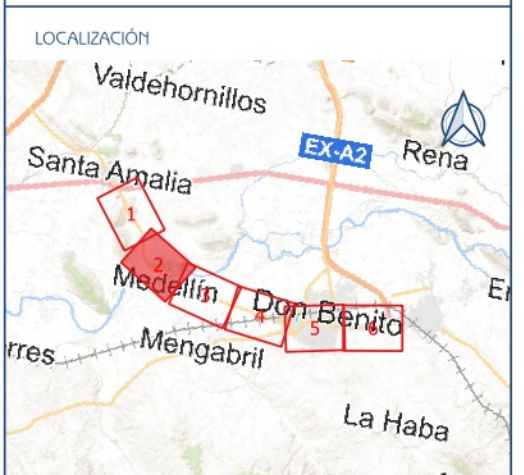 LOCALIZACIÓN
Valdehornillos
EX-A2
Rena
Santa Amalia
1
2
Medellín
3
Don Benito
4
5
6
Mengabril
rres
La Haba